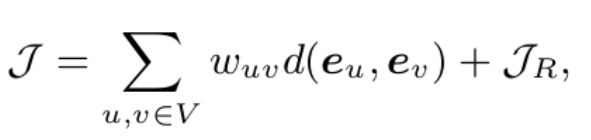 𝒥 = ∑_{u,v∈V} w_{uv} d(𝒆_u, 𝒆_v) + 𝒥_R,